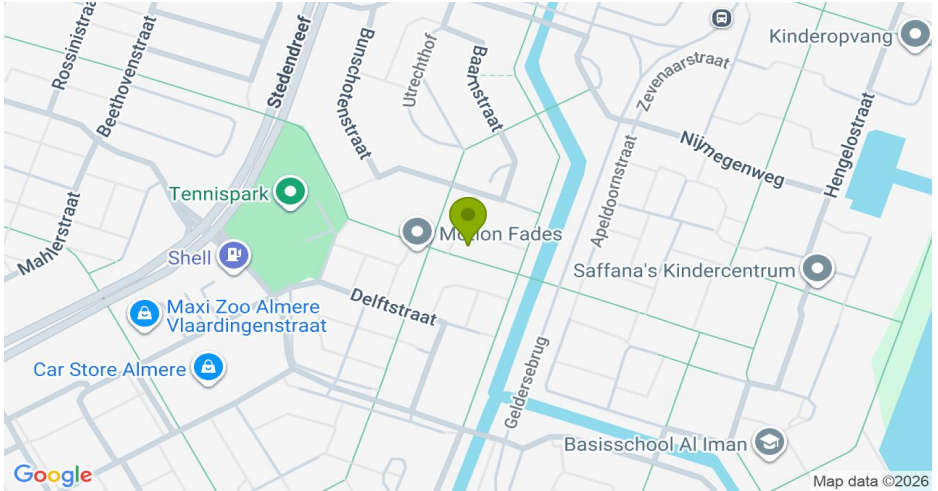 Rossinistraat
Beethovenstraat
Stedendreef
Bunschotenstraat
Utrechthof
Baarnstraat
Zevenaarstraat
Kinderopvang
Nijmegenweg
Hengelostraat
Apeldoornstraat
Tennispark
Mahlerstraat
Shell
Fades
Saffana's Kindercentrum
Delftstraat
Maxi Zoo Almere
Vlaardingenstraat
Car Store Almere
Geldersebrug
Basisschool Al Iman
Google
Map data ©2026